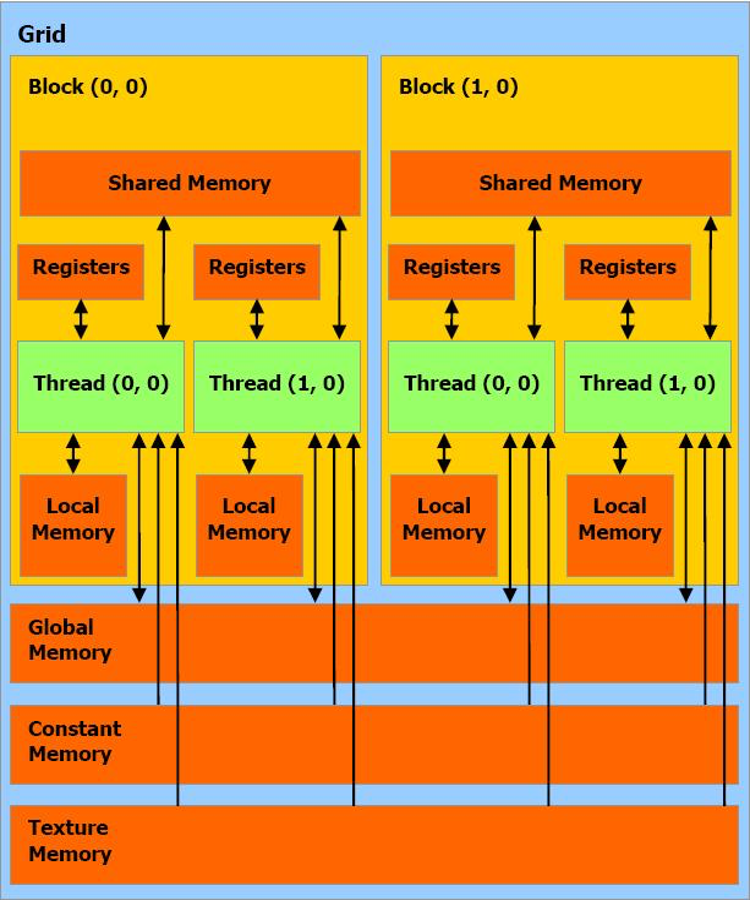 Grid
Block (0, 0)
Block (1, 0)
Shared Memory
Shared Memory
Registers
Registers
Registers
Registers
Thread (0, 0)
Thread (1, 0)
Thread (0, 0)
Thread (1, 0)
Local
Memory
Local
Memory
Local
Memory
Local
Memory
Global
Memory
Constant
Memory
Texture
Memory